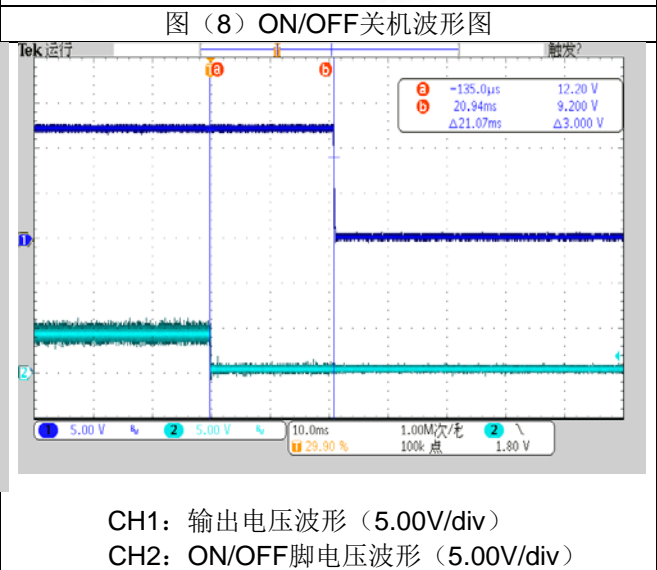 图（8）ON/OFF关机波形图
Tek 运行
触发?
T
a
b
a -135.0µs 12.20 V
b 20.94ms 9.200 V
Δ21.07ms Δ3.000 V
1
2
1 5.00 V
2 5.00 V
10.0ms
T 29.90 %
1.00M次/秒
100k 点
2 \ 1.80 V
CH1：输出电压波形（5.00V/div）
CH2：ON/OFF脚电压波形（5.00V/div）